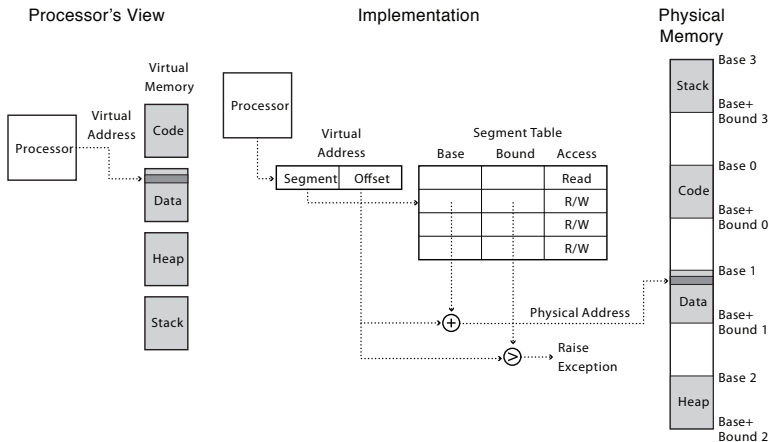 Processor's View
Implementation
Physical
Memory
Virtual
Memory
Virtual
Address
Processor
Code
Data
Heap
Stack
Processor
Virtual
Address
Segment Offset
Segment Table
Base Bound Access
Read
R/W
R/W
R/W
+
>
Physical Address
Raise
Exception
Base 3
Stack
Base+
Bound 3
Base 0
Code
Base+
Bound 0
Base 1
Data
Base+
Bound 1
Base 2
Heap
Base+
Bound 2